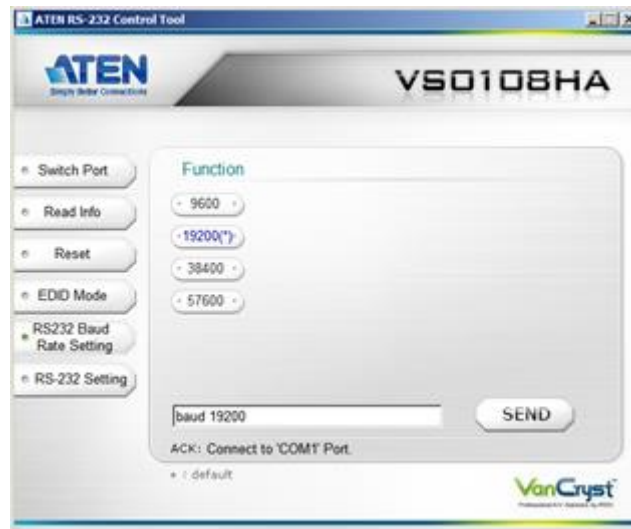 ATEN RS-232 Control Tool
ATEN
Simply Better Connections
VS0108HA
Switch Port
Read Info
Reset
EDID Mode
RS232 Baud
Rate Setting
RS-232 Setting
Function
9600
19200(*)
38400
57600
baud 19200
SEND
ACK: Connect to 'COM1' Port.
* : default
VanCryst